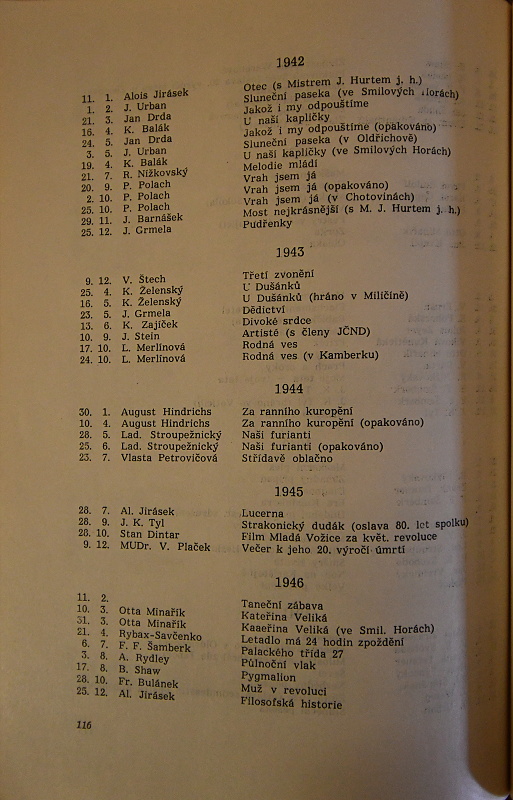 1942
11. 1. Alois Jirásek Otec (s Mistrem J. Hurtem j. h.)
1. 2. J. Urban Sluneční paseka (ve Smilových Horách)
21. 3. Jan Drda Jakož i my odpouštíme
16. 4. K. Balák U naší kapličky
24. 5. Jan Drda Jakož i my odpouštíme (opakováno)
3. 5. J. Urban Sluneční paseka (v Oldřichově)
19. 4. K. Balák U naší kapličky (ve Smilových Horách)
21. 7. R. Nížkovský Melodie mládí
20. 9. P. Polach Vrah jsem já
2. 10. P. Polach Vrah jsem já (opakováno)
25. 10. P. Polach Vrah jsem já (v Chotovinách)
29. 11. J. Barnášek Most nejkrásnější (s M. J. Hurtem j. h.)
25. 12. J. Grmela Pudřenky
1943
9. 12. V. Štech Třetí zvonění
25. 4. K. Želenský U Dušánků
16. 5. K. Želenský U Dušánků (hráno v Milíčíně)
23. 5. J. Grmela Dědictví
13. 6. K. Zajíček Divoké srdce
10. 9. J. Stein Artisté (s členy JČND)
17. 10. L. Merlínová Rodná ves
24. 10. L. Merlínová Rodná ves (v Kamberku)
1944
30. 1. August Hindrichs Za ranního kuropění
10. 4. August Hindrichs Za ranního kuropění (opakováno)
28. 5. Lad. Stroupežnický Naši furianti
25. 6. Lad. Stroupežnický Naši furianti (opakováno)
23. 7. Vlasta Petrovičová Střídavě oblačno
1945
28. 7. Al. Jirásek Lucerna
28. 9. J. K. Tyl Strakonický dudák (oslava 80. let spolku)
28. 10. Stan Dintar Film Mladá Vožice za květ. revoluce
9. 12. MUDr. V. Plaček Večer k jeho 20. výročí úmrtí
1946
11. 2. Taneční zábava
10. 3. Otta Minařík Kateřina Veliká
31. 3. Otta Minařík Kaaeřina Veliká (ve Smil. Horách)
21. 4. Rybax-Savčenko Letadlo má 24 hodin zpoždění
6. 7. F. F. Šamberk Palackého třída 27
3. 8. A. Rydley Půlnoční vlak
17. 8. B. Shaw Pygmalion
28. 10. Fr. Bulánek Muž v revoluci
25. 12. Al. Jirásek Filosofská historie
116